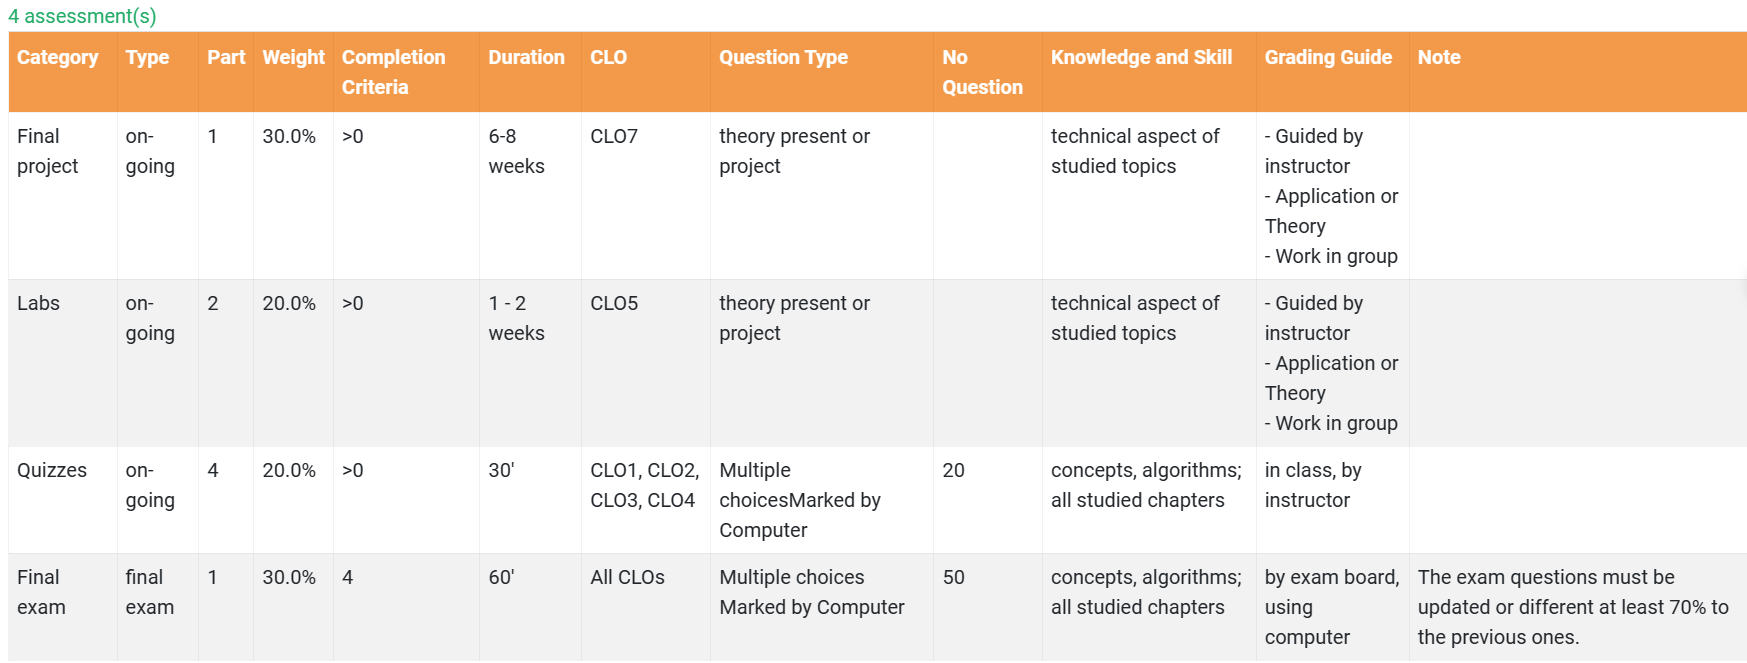 4 assessment(s)
Category Type Part Weight Completion Criteria Duration CLO Question Type No Question Knowledge and Skill Grading Guide Note
Final project on-going 1 30.0% >0 6-8 weeks CLO7 theory present or project technical aspect of studied topics - Guided by instructor - Application or Theory - Work in group
Labs on-going 2 20.0% >0 1 - 2 weeks CLO5 theory present or project technical aspect of studied topics - Guided by instructor - Application or Theory - Work in group
Quizzes on-going 4 20.0% >0 30' CLO1, CLO2, CLO3, CLO4 Multiple choicesMarked by Computer 20 concepts, algorithms; all studied chapters in class, by instructor
Final exam final exam 1 30.0% 4 60' All CLOs Multiple choices Marked by Computer 50 concepts, algorithms; all studied chapters by exam board, using computer The exam questions must be updated or different at least 70% to the previous ones.